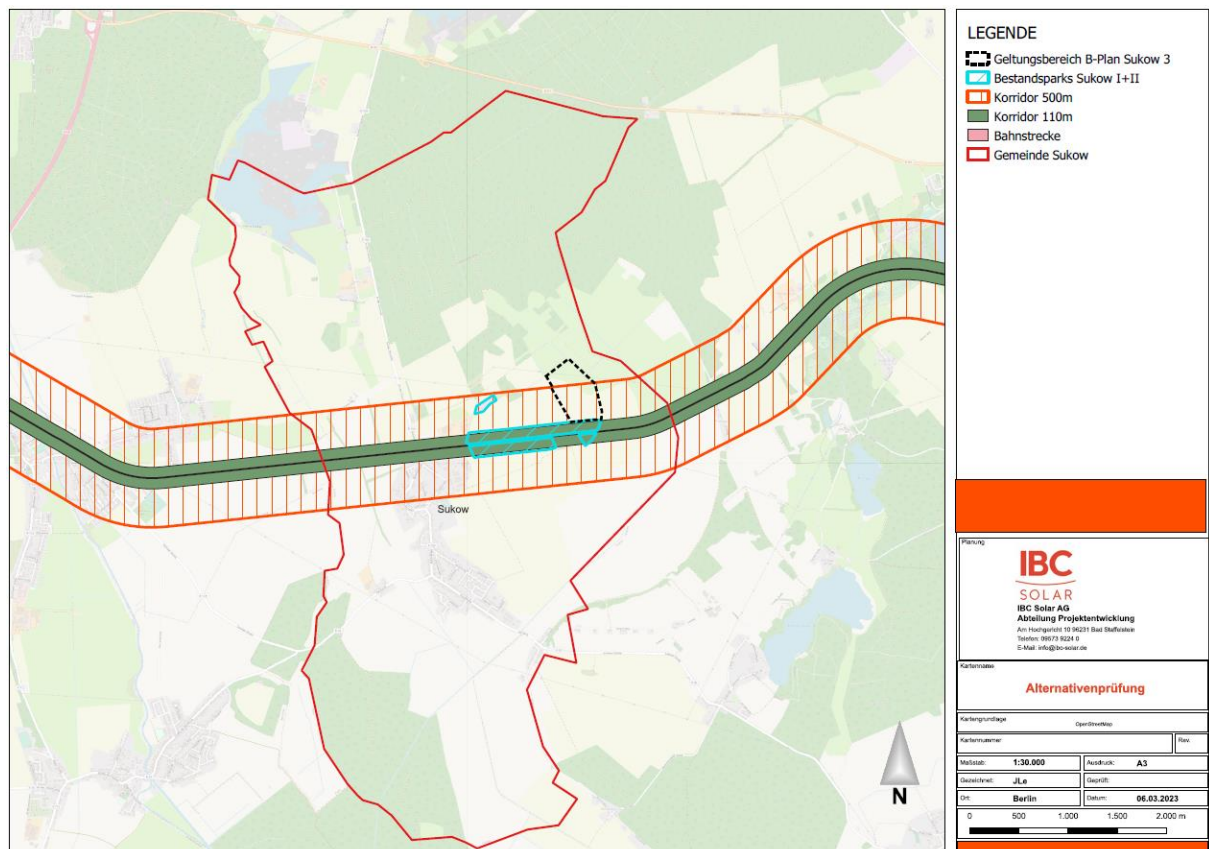 Sukow
N
LEGENDE
Geltungsbereich B-Plan Sukow 3
Bestandsparks Sukow I+II
Korridor 500m
Korridor 110m
Bahnstrecke
Gemeinde Sukow
Planung
IBC
SOLAR
IBC Solar AG
Abteilung Projektentwicklung
Am Hochgericht 10 96231 Bad Staffelstein
Telefon: 09573 9224 0
E-Mail: info@ibc-solar.de
Kartenname
Alternativenprüfung
Kartengrundlage OpenStreetMap
Kartennummer Rev.
Maßstab: 1:30.000 Ausdruck: A3
Gezeichnet: JLe Geprüft:
Ort: Berlin Datum: 06.03.2023
0 500 1.000 1.500 2.000 m